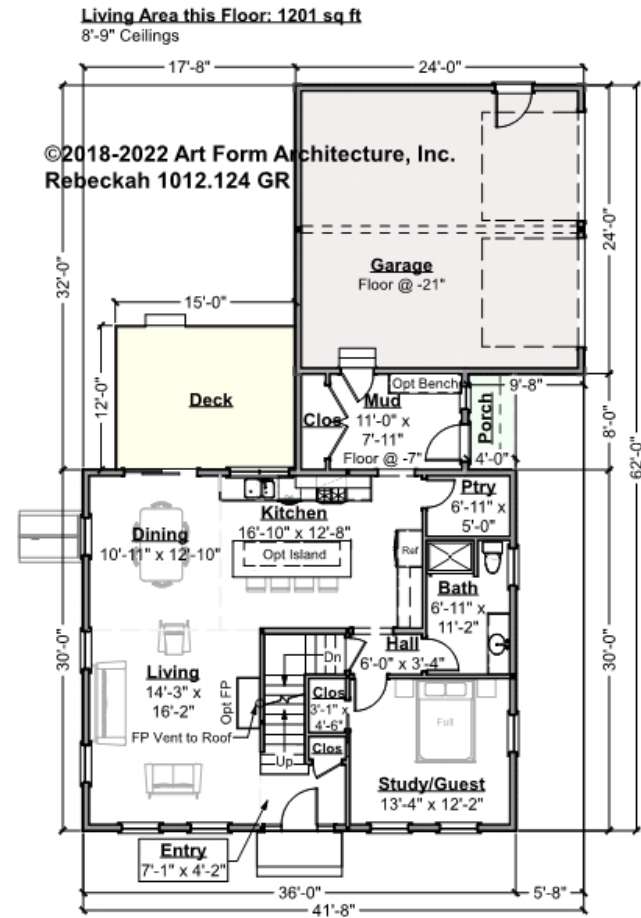 Living Area this Floor: 1201 sq ft
8'-9" Ceilings
17'-8"
24'-0"
©2018-2022 Art Form Architecture, Inc.
Rebeckah 1012.124 GR
32'-0"
24'-0"
Garage
Floor @ -21"
15'-0"
12'-0"
Deck
Opt Bench
9'-8"
Clos
Mud
11'-0" x
7'-11"
Floor @ -7"
Porch
4'-0"
8'-0"
62'-0"
Ptry
6'-11" x
5'-0"
Kitchen
16'-10" x 12'-8"
Opt Island
Dining
10'-11" x 12'-10"
Ref
Bath
6'-11" x
11'-2"
30'-0"
30'-0"
Hall
6'-0" x 3'-4"
Dn
Living
14'-3" x
16'-2"
Opt FP
FP Vent to Roof
Clos
3'-1" x
4'-6"
Clos
Up
Full
Study/Guest
13'-4" x 12'-2"
Entry
7'-1" x 4'-2"
36'-0"
5'-8"
41'-8"